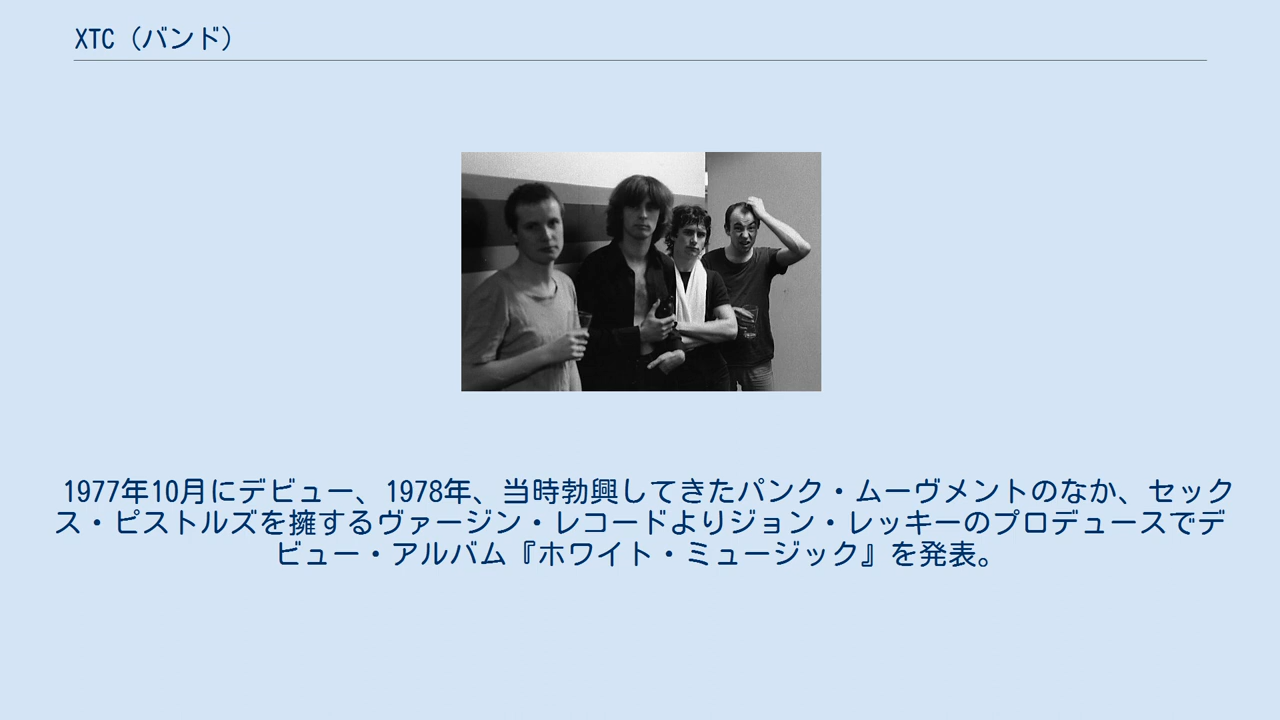 XTC（バンド）
1977年10月にデビュー、1978年、当時勃興してきたパンク・ムーヴメントのなか、セック
ス・ピストルズを擁するヴァージン・レコードよりジョン・レッキーのプロデュースでデ
ビュー・アルバム『ホワイト・ミュージック』を発表。